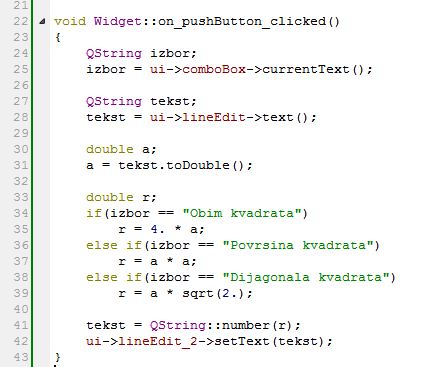 21
22 void Widget::on_pushButton_clicked()
23 {
24     QString izbor;
25     izbor = ui->comboBox->currentText();
26
27     QString tekst;
28     tekst = ui->lineEdit->text();
29
30     double a;
31     a = tekst.toDouble();
32
33     double r;
34     if(izbor == "Obim kvadrata")
35         r = 4. * a;
36     else if(izbor == "Povrsina kvadrata")
37         r = a * a;
38     else if(izbor == "Dijagonala kvadrata")
39         r = a * sqrt(2.);
40
41     tekst = QString::number(r);
42     ui->lineEdit_2->setText(tekst);
43 }